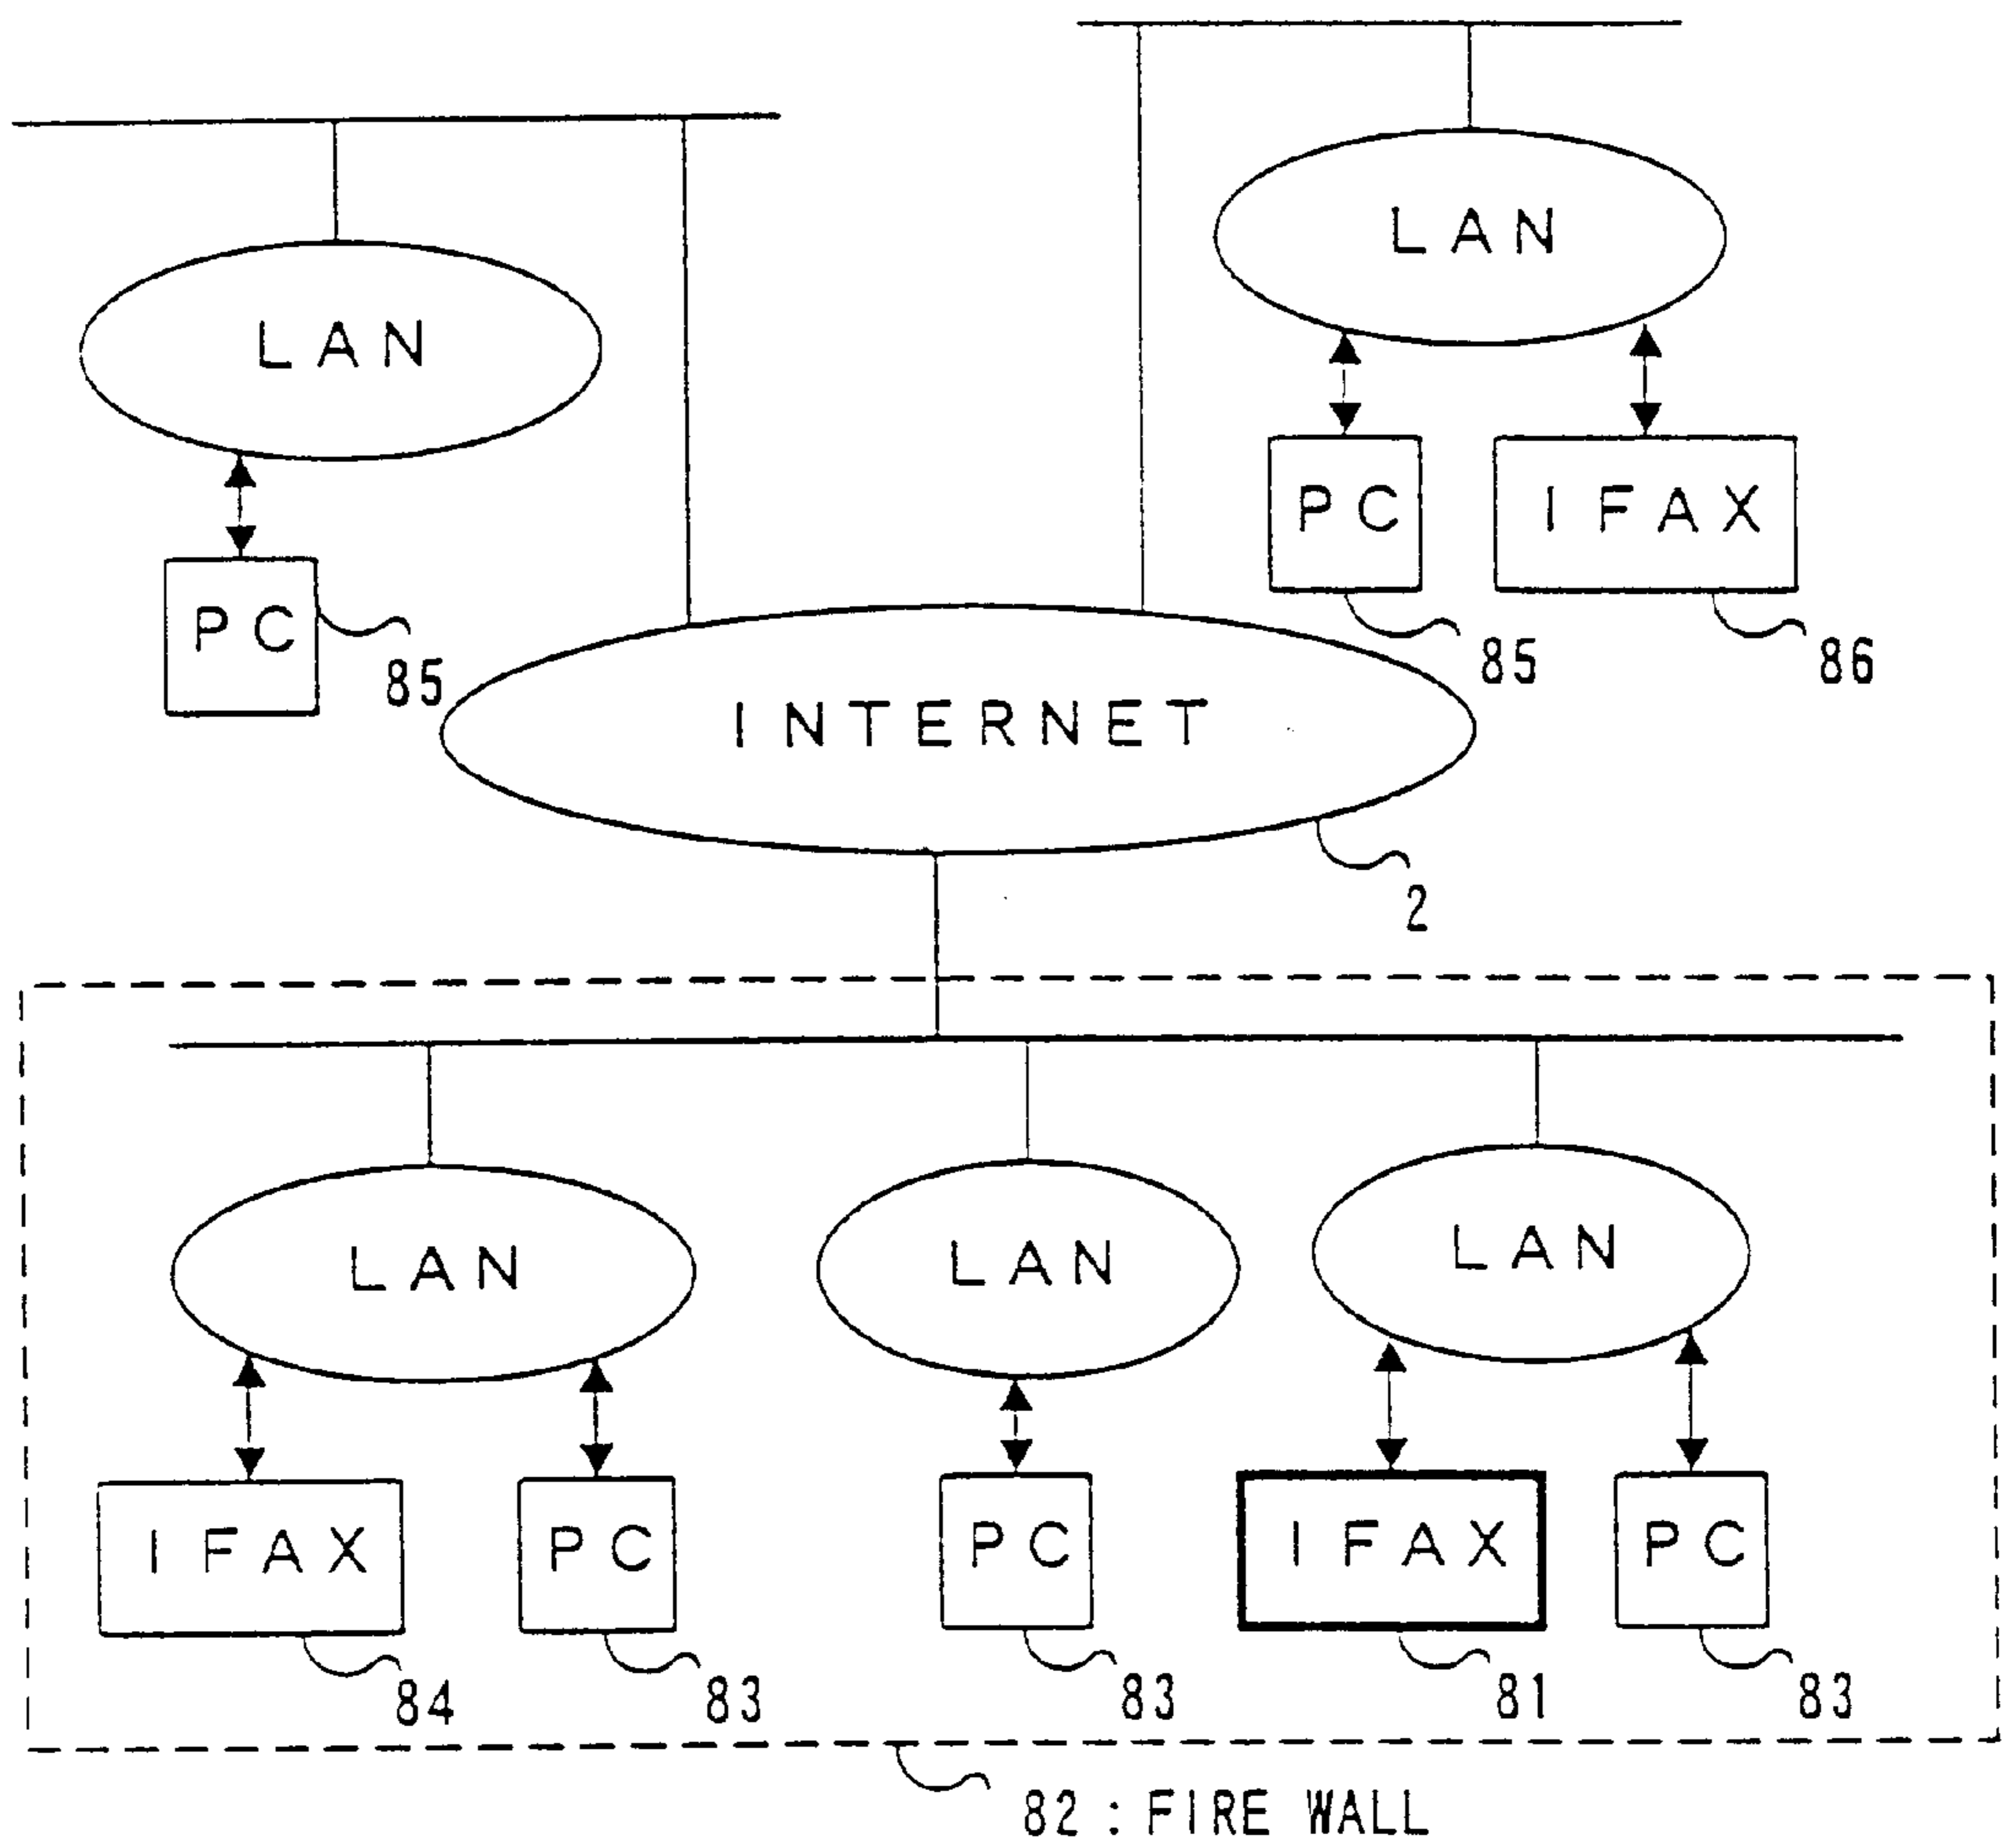 LAN
LAN
PC
IFAX
PC
85
85
86
INTERNET
2
LAN
LAN
LAN
IFAX
PC
PC
IFAX
PC
84
83
83
81
83
82 : FIRE WALL